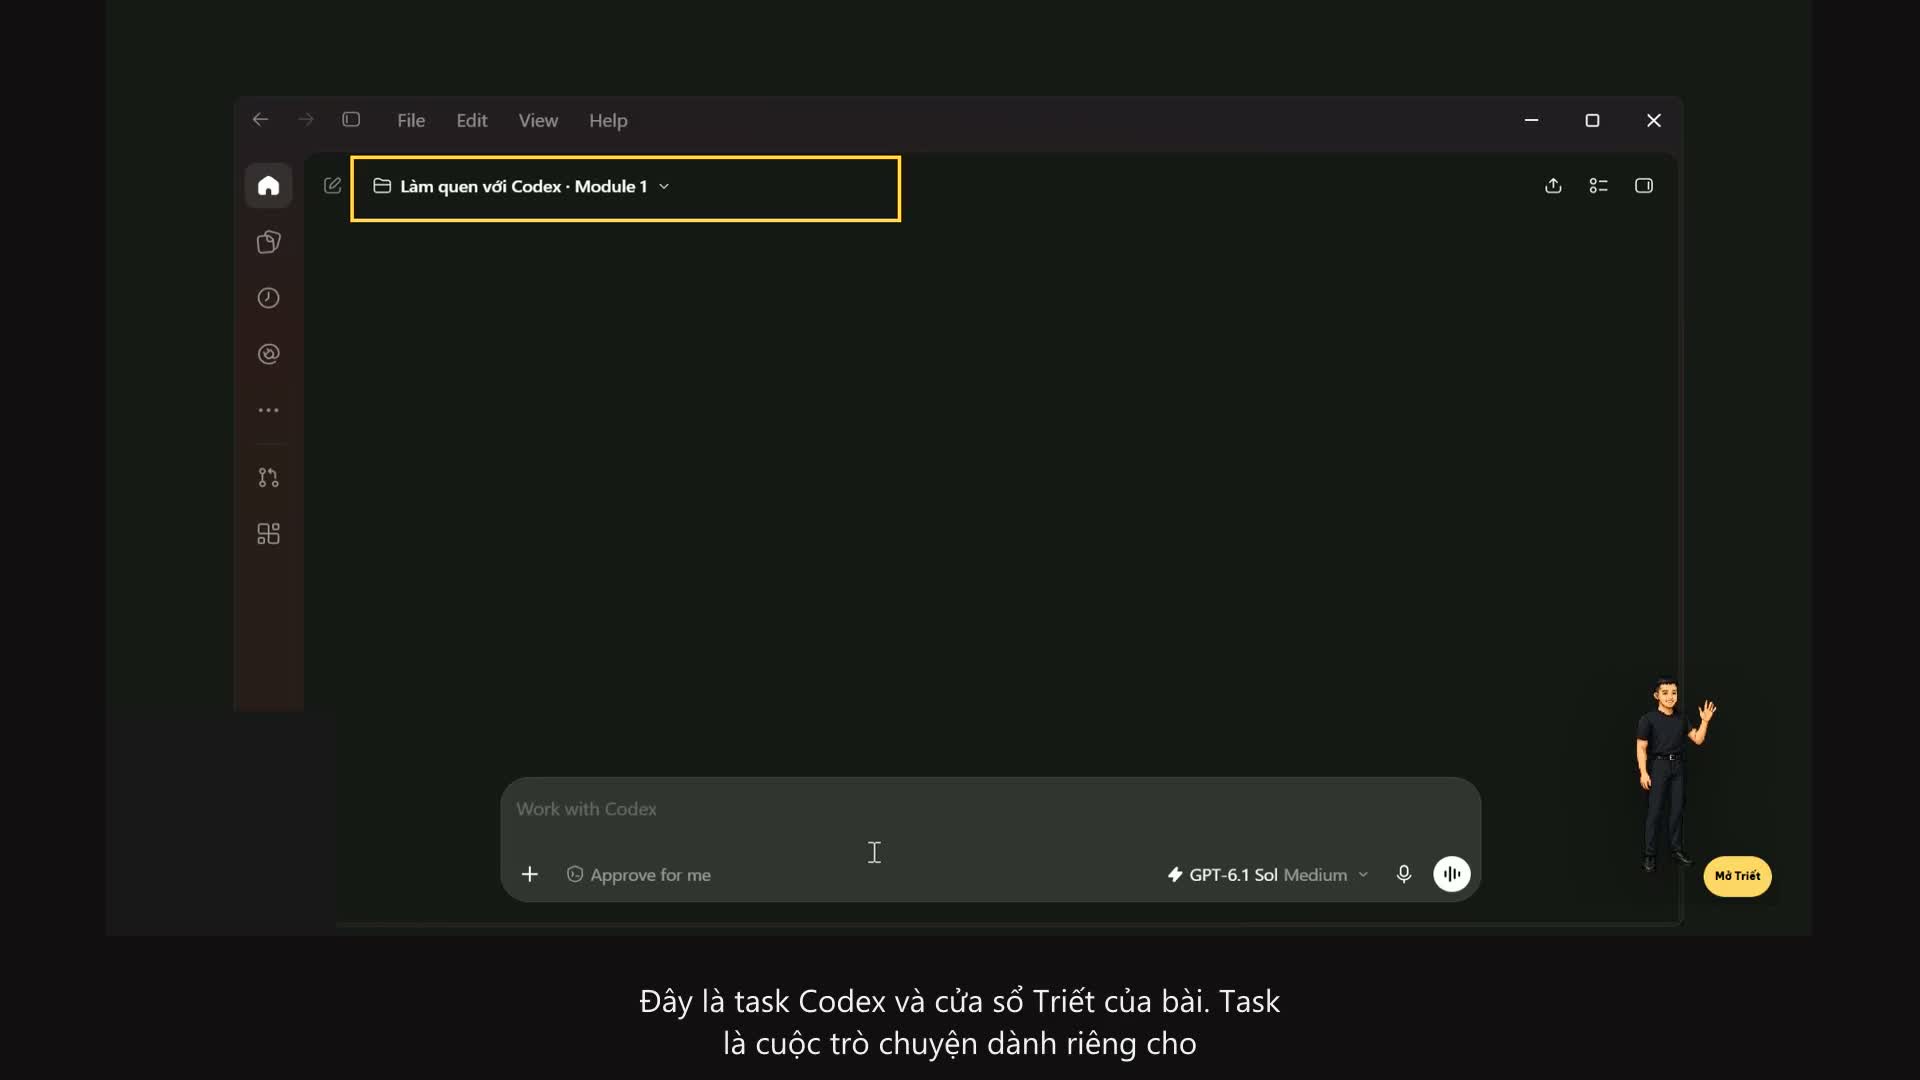 File Edit View Help
Làm quen với Codex · Module 1
Work with Codex
Approve for me
GPT-6.1 Sol Medium
Mở Triết
Đây là task Codex và cửa sổ Triết của bài. Task
là cuộc trò chuyện dành riêng cho